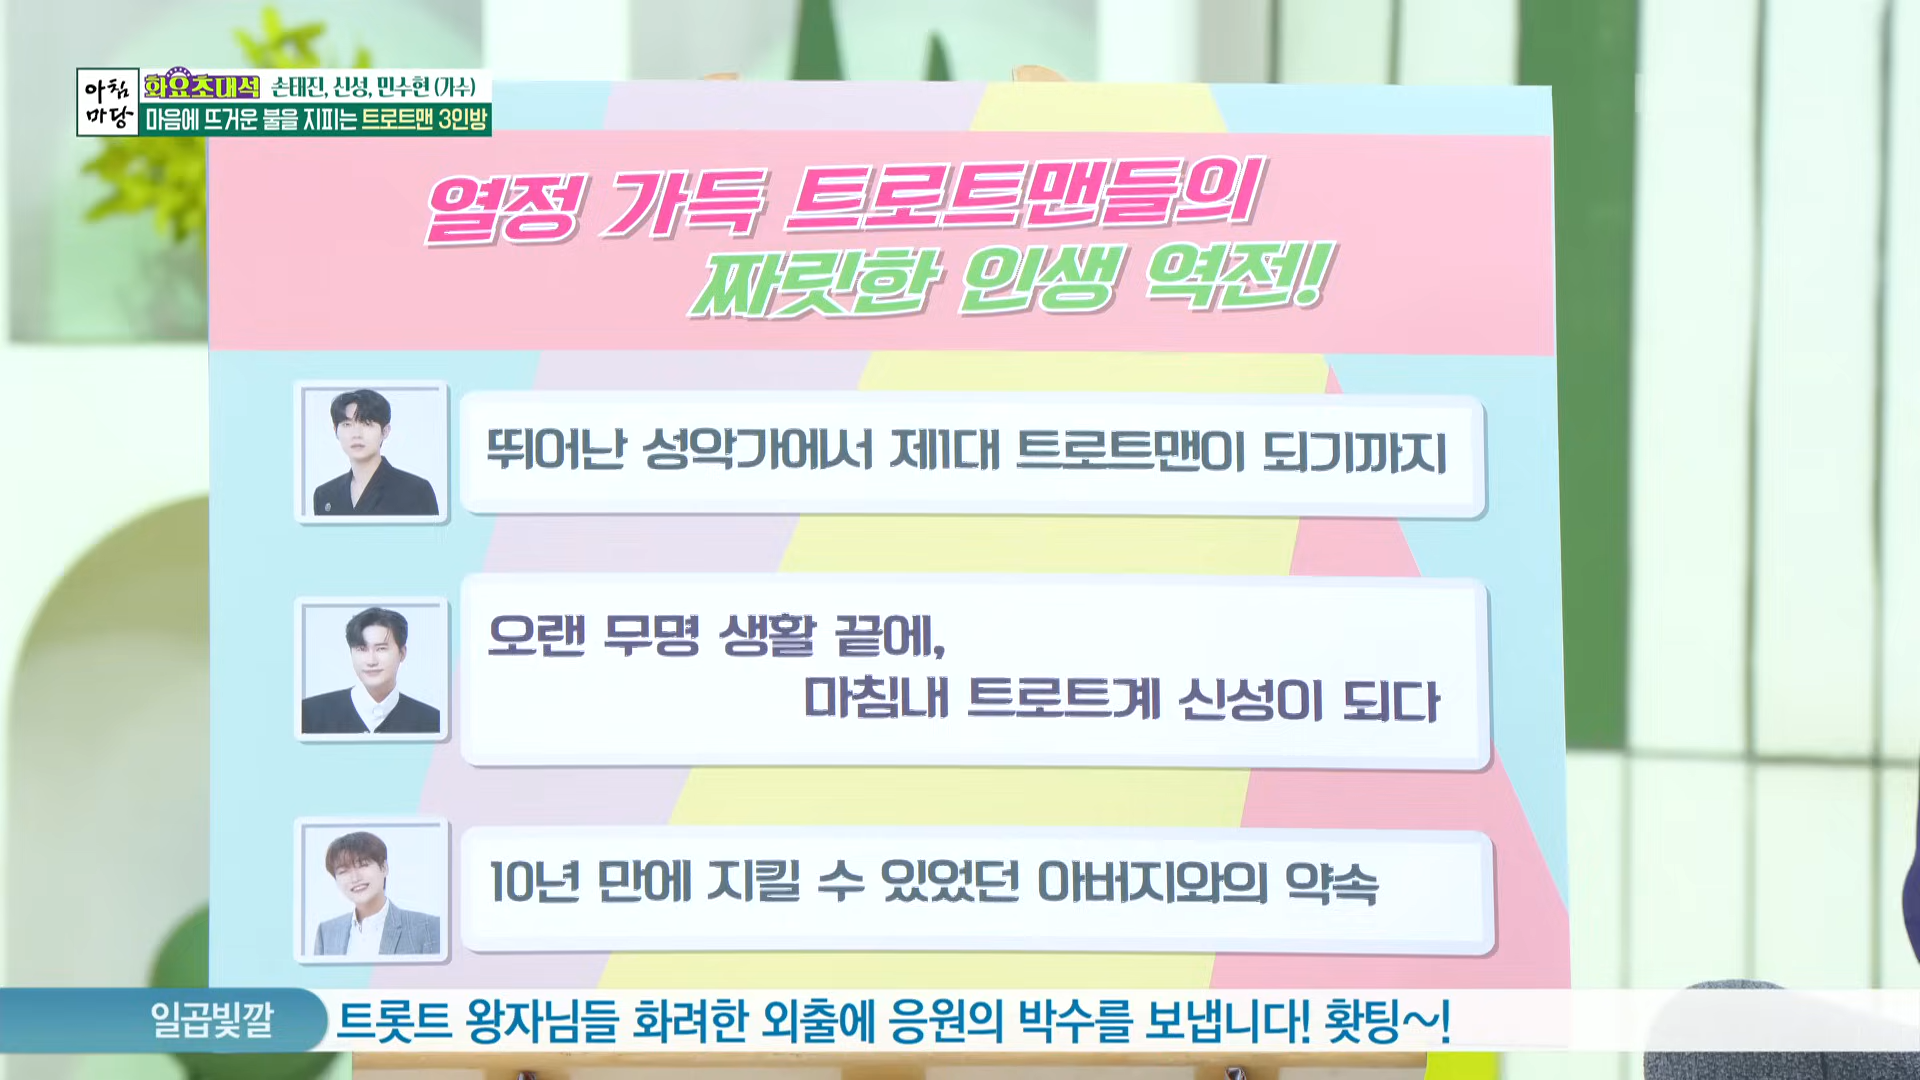 아침
마당
화요초대석 손태진, 신성, 민수현 (가수)
마음에 뜨거운 불을 지피는 트로트맨 3인방
열정 가득 트로트맨들의
짜릿한 인생 역전!
뛰어난 성악가에서 제1대 트로트맨이 되기까지
오랜 무명 생활 끝에,
마침내 트로트계 신성이 되다
10년 만에 지킬 수 있었던 아버지와의 약속
일곱빛깔 트롯트 왕자님들 화려한 외출에 응원의 박수를 보냅니다! 홧팅~!